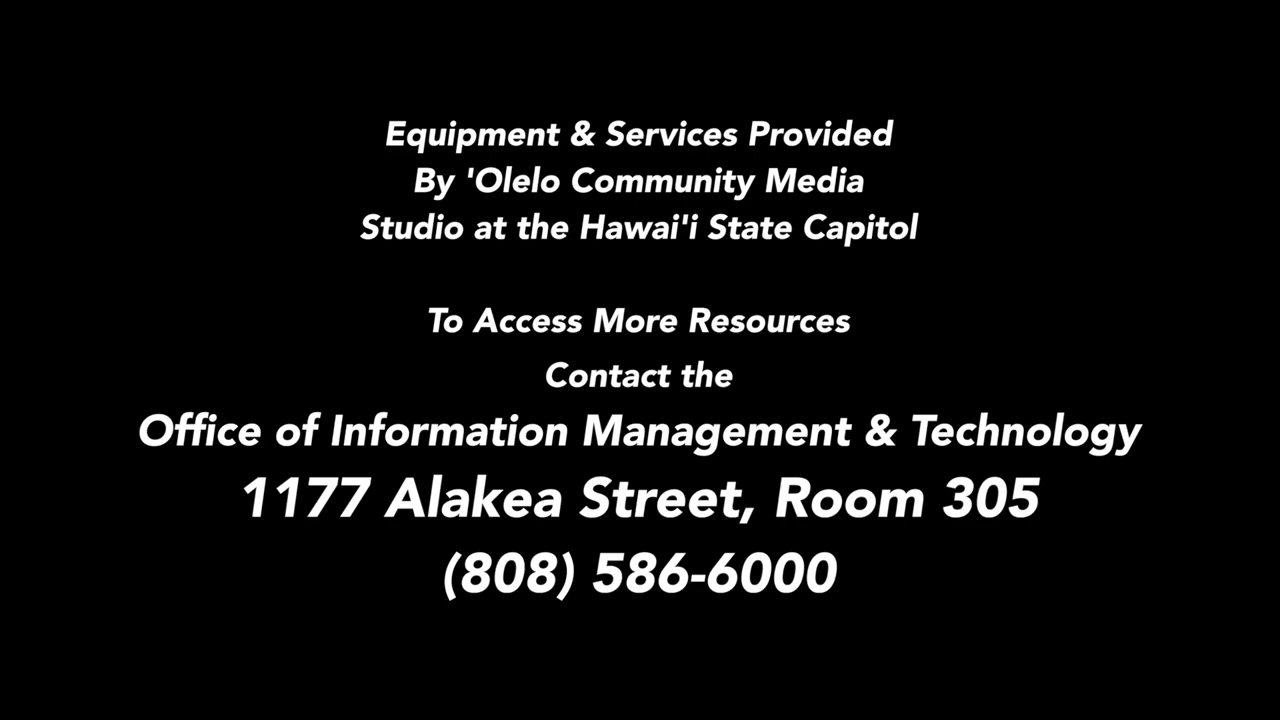 Equipment & Services Provided
By 'Olelo Community Media
Studio at the Hawai'i State Capitol
To Access More Resources
Contact the
Office of Information Management & Technology
1177 Alakea Street, Room 305
(808) 586-6000